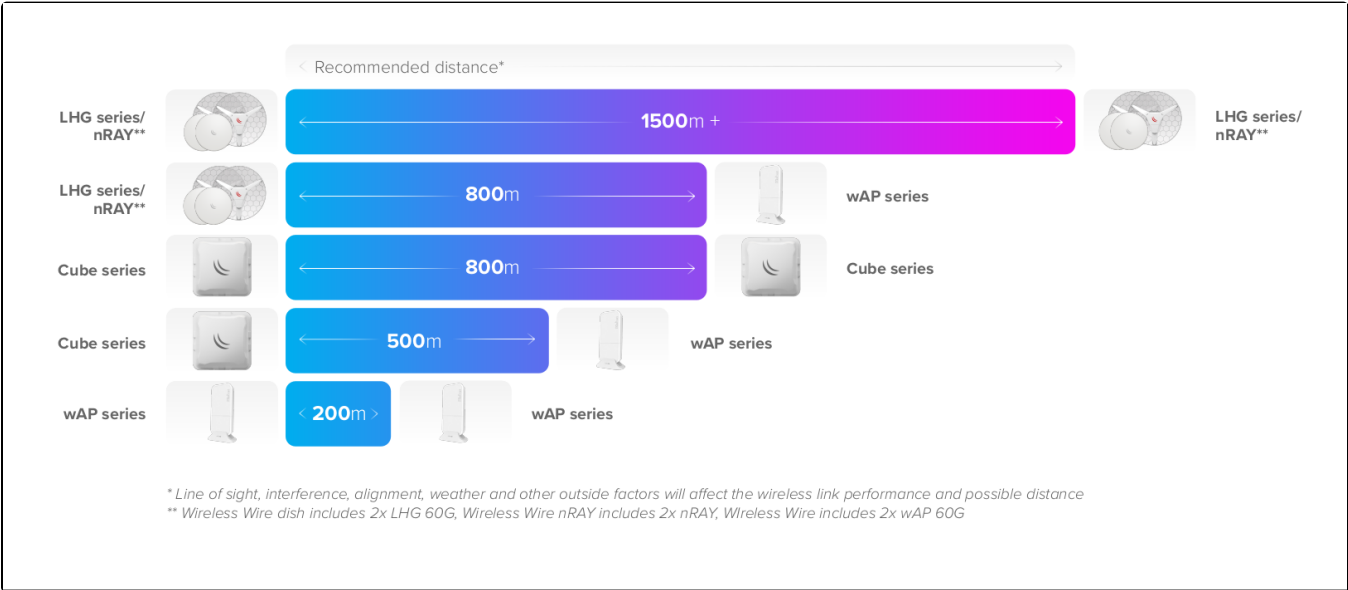 Recommended distance*
LHG series/
nRAY**
1500m +
LHG series/
nRAY**
LHG series/
nRAY**
800m
wAP series
Cube series
800m
Cube series
Cube series
500m
wAP series
wAP series
200m
wAP series
* Line of sight, interference, alignment, weather and other outside factors will affect the wireless link performance and possible distance
** Wireless Wire dish includes 2x LHG 60G, Wireless Wire nRAY includes 2x nRAY, WIreless Wire includes 2x wAP 60G